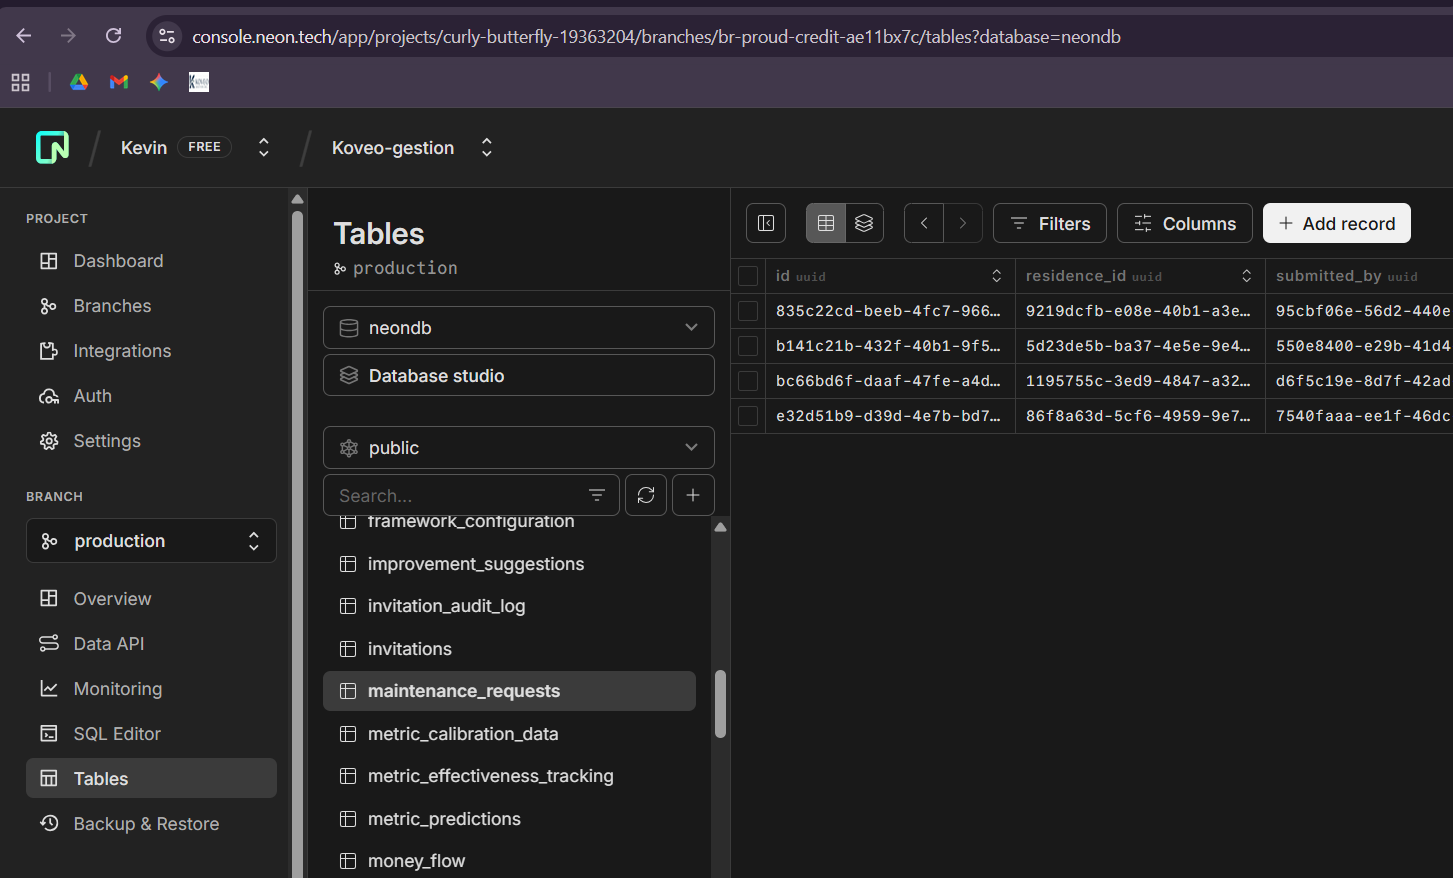 console.neon.tech/app/projects/curly-butterfly-19363204/branches/br-proud-credit-ae11bx7c/tables?database=neondb
Kevin FREE
Koveo-gestion
PROJECT
Dashboard
Branches
Integrations
Auth
Settings
BRANCH
production
Overview
Data API
Monitoring
SQL Editor
Tables
Backup & Restore
Tables
production
neondb
Database studio
public
Search...
framework_configuration
improvement_suggestions
invitation_audit_log
invitations
maintenance_requests
metric_calibration_data
metric_effectiveness_tracking
metric_predictions
money_flow
Filters
Columns
Add record
id uuid residence_id uuid submitted_by uuid
835c22cd-beeb-4fc7-966… 9219dcfb-e08e-40b1-a3e… 95cbf06e-56d2-440e
b141c21b-432f-40b1-9f5… 5d23de5b-ba37-4e5e-9e4… 550e8400-e29b-41d4
bc66bd6f-daaf-47fe-a4d… 1195755c-3ed9-4847-a32… d6f5c19e-8d7f-42ad
e32d51b9-d39d-4e7b-bd7… 86f8a63d-5cf6-4959-9e7… 7540faaa-ee1f-46dc